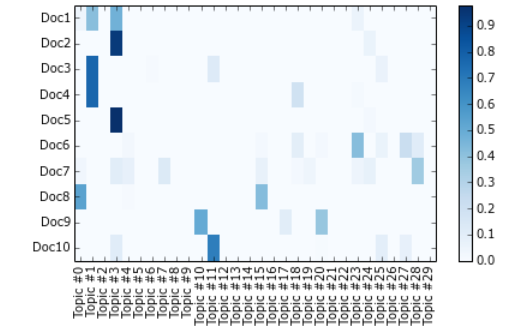 Doc1
Doc2
Doc3
Doc4
Doc5
Doc6
Doc7
Doc8
Doc9
Doc10
Topic #0
Topic #1
Topic #2
Topic #3
Topic #4
Topic #5
Topic #6
Topic #7
Topic #8
Topic #9
Topic #10
Topic #11
Topic #12
Topic #13
Topic #14
Topic #15
Topic #16
Topic #17
Topic #18
Topic #19
Topic #20
Topic #21
Topic #22
Topic #23
Topic #24
Topic #25
Topic #26
Topic #27
Topic #28
Topic #29
0.9
0.8
0.7
0.6
0.5
0.4
0.3
0.2
0.1
0.0